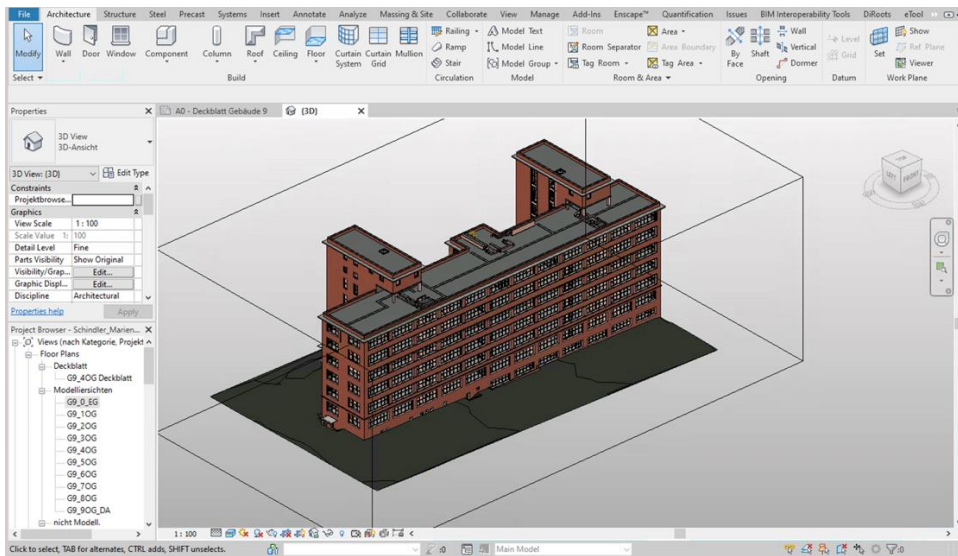 File Architecture Structure Steel Precast Systems Insert Annotate Analyze Massing & Site Collaborate View Manage Add-Ins Enscape™ Quantification Issues BIM Interoperability Tools DiRoots eTool
Modify Wall Door Window Component Column Roof Ceiling Floor Curtain System Curtain Grid Mullion
Railing
Ramp
Stair
Model Text
Model Line
Model Group
Room
Room Separator
Tag Room
Area
Area Boundary
Tag Area
By Face Shaft
Wall
Vertical
Dormer
Level
Grid
Set
Show
Ref Plane
Viewer
Select Build Circulation Model Room & Area Opening Datum Work Plane
Properties
A0 - Deckblatt Gebäude 9
{3D}
3D View
3D-Ansicht
3D View: {3D} Edit Type
Constraints
Projektbrowse...
Graphics
View Scale 1 : 100
Scale Value 1: 100
Detail Level Fine
Parts Visibility Show Original
Visibility/Grap... Edit...
Graphic Displ... Edit...
Discipline Architectural
Properties help Apply
Project Browser - Schindler_Marien...
Views (nach Kategorie, Projekt
Floor Plans
Deckblatt
G9_4OG Deckblatt
Modelliersichten
G9_0_EG
G9_1OG
G9_2OG
G9_3OG
G9_4OG
G9_5OG
G9_6OG
G9_7OG
G9_8OG
G9_9OG_DA
nicht Modell.
TOP
LEFT
FRONT
1 : 100
Click to select, TAB for alternates, CTRL adds, SHIFT unselects.
:0
Main Model
:0